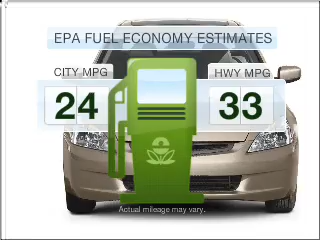 EPA FUEL ECONOMY ESTIMATES
CITY MPG
HWY MPG
24
33
Actual mileage may vary.